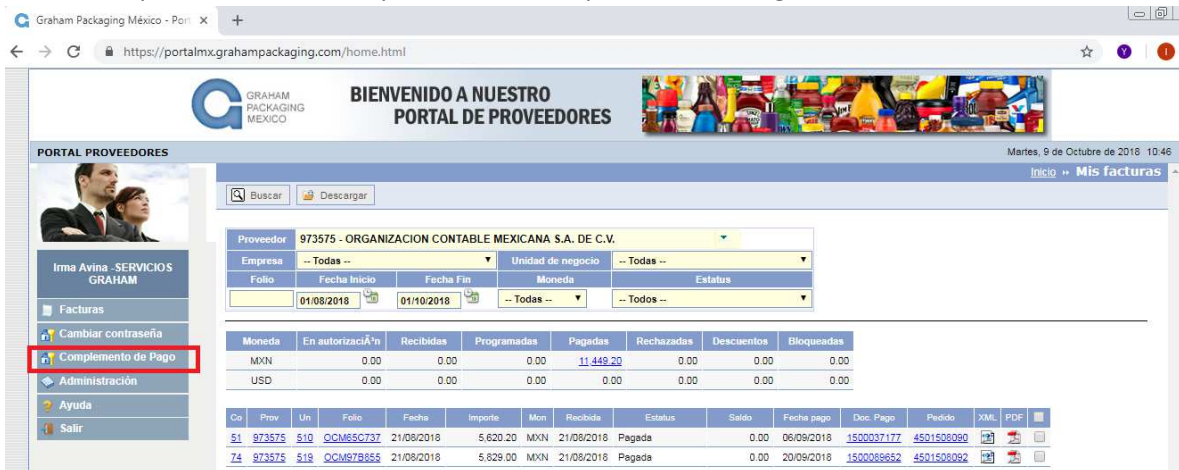 Graham Packaging México - Port
https://portalmx.grahampackaging.com/home.html
Y
I
GRAHAM
PACKAGING
MEXICO
BIENVENIDO A NUESTRO
PORTAL DE PROVEEDORES
PORTAL PROVEEDORES
Martes, 9 de Octubre de 2018 10:46
Inicio » Mis facturas
Buscar Descargar
Irma Avina -SERVICIOS
GRAHAM
Facturas
Cambiar contraseña
Complemento de Pago
Administración
Ayuda
Salir
Proveedor 973575 - ORGANIZACION CONTABLE MEXICANA S.A. DE C.V.
Empresa -- Todas -- Unidad de negocio -- Todas --
Folio Fecha Inicio Fecha Fin Moneda Estatus
01/08/2018 01/10/2018 -- Todas -- -- Todos --
Moneda En autorizaciÃ³n Recibidas Programadas Pagadas Rechazadas Descuentos Bloqueadas
MXN 0.00 0.00 0.00 11,449.20 0.00 0.00 0.00
USD 0.00 0.00 0.00 0.00 0.00 0.00 0.00
Co Prov Un Folio Fecha Importe Mon Recibida Estatus Saldo Fecha pago Doc. Pago Pedido XML PDF
51 973575 510 OCM65C737 21/08/2018 5,620.20 MXN 21/08/2018 Pagada 0.00 06/09/2018 1500037177 4501508090
74 973575 519 OCM97B855 21/08/2018 5,829.00 MXN 21/08/2018 Pagada 0.00 20/09/2018 1500089652 4501508092